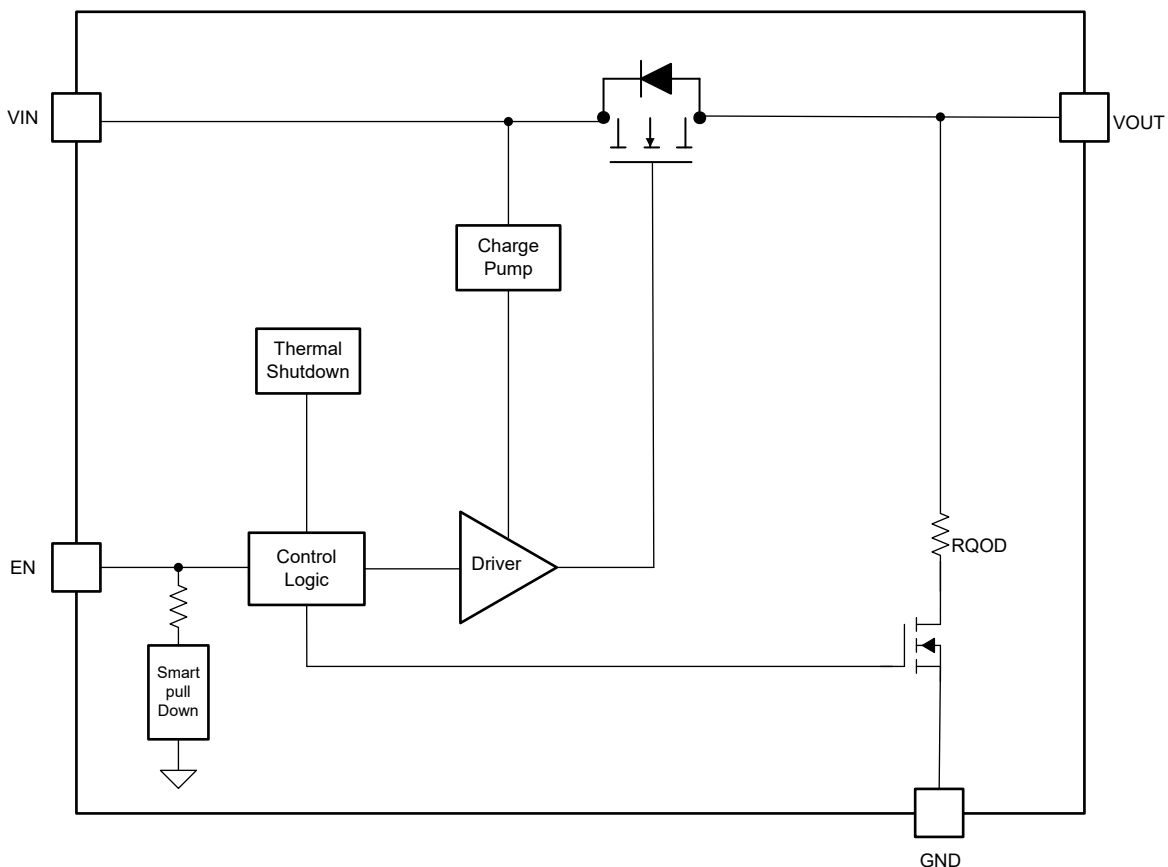 VIN
VOUT
Charge
Pump
Thermal
Shutdown
EN
Control
Logic
Driver
RQOD
Smart
pull
Down
GND